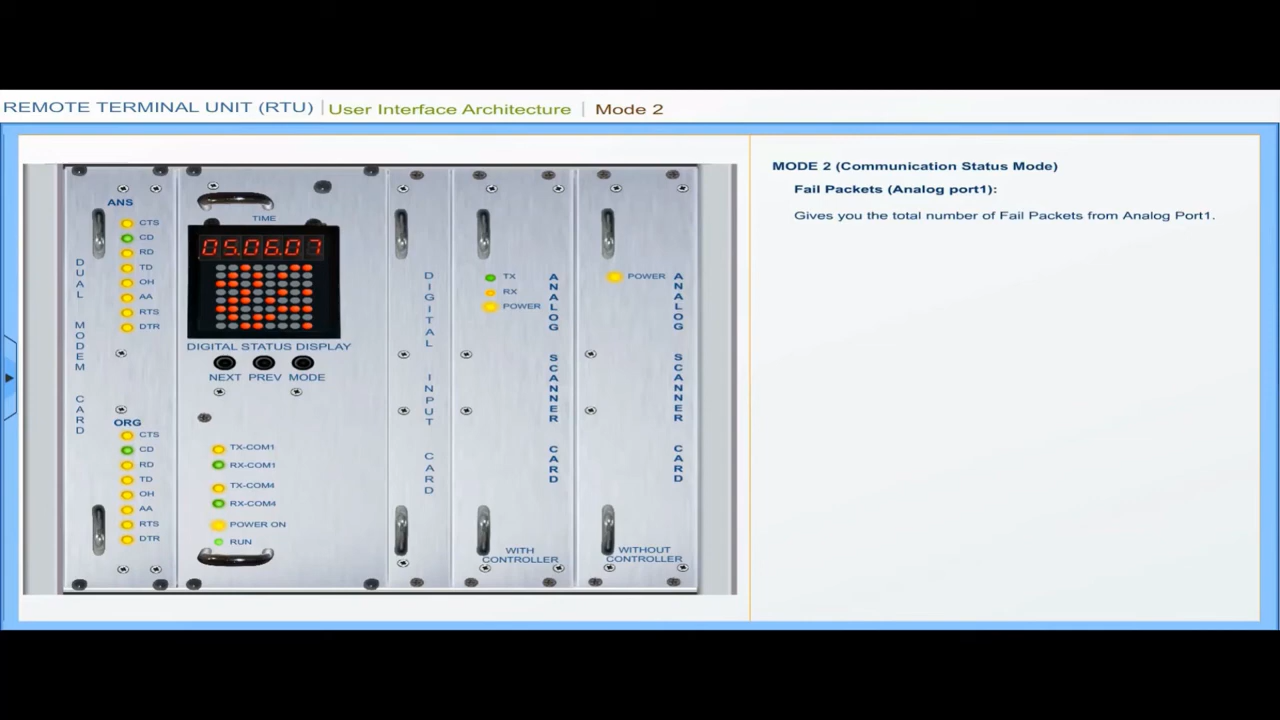 REMOTE TERMINAL UNIT (RTU) | User Interface Architecture | Mode 2
MODE 2 (Communication Status Mode)
Fail Packets (Analog port1):
Gives you the total number of Fail Packets from Analog Port1.
DUAL MODEM CARD
ANS
CTS
CD
RD
TD
OH
AA
RTS
DTR
ORG
CTS
CD
RD
TD
OH
AA
RTS
DTR
TIME
05.06.07
DIGITAL STATUS DISPLAY
NEXT PREV MODE
TX-COM1
RX-COM1
TX-COM4
RX-COM4
POWER ON
RUN
DIGITAL INPUT CARD
TX
RX
POWER
ANALOG SCANNER CARD
WITH
CONTROLLER
POWER
ANALOG SCANNER CARD
WITHOUT
CONTROLLER